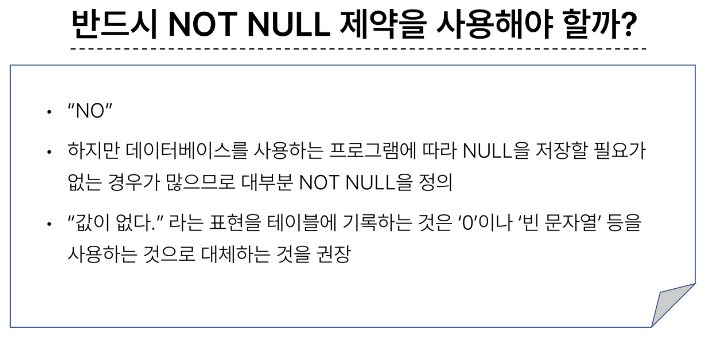 반드시 NOT NULL 제약을 사용해야 할까?
• “NO”
• 하지만 데이터베이스를 사용하는 프로그램에 따라 NULL을 저장할 필요가
없는 경우가 많으므로 대부분 NOT NULL을 정의
• “값이 없다.” 라는 표현을 테이블에 기록하는 것은 ‘0’이나 ‘빈 문자열’ 등을
사용하는 것으로 대체하는 것을 권장